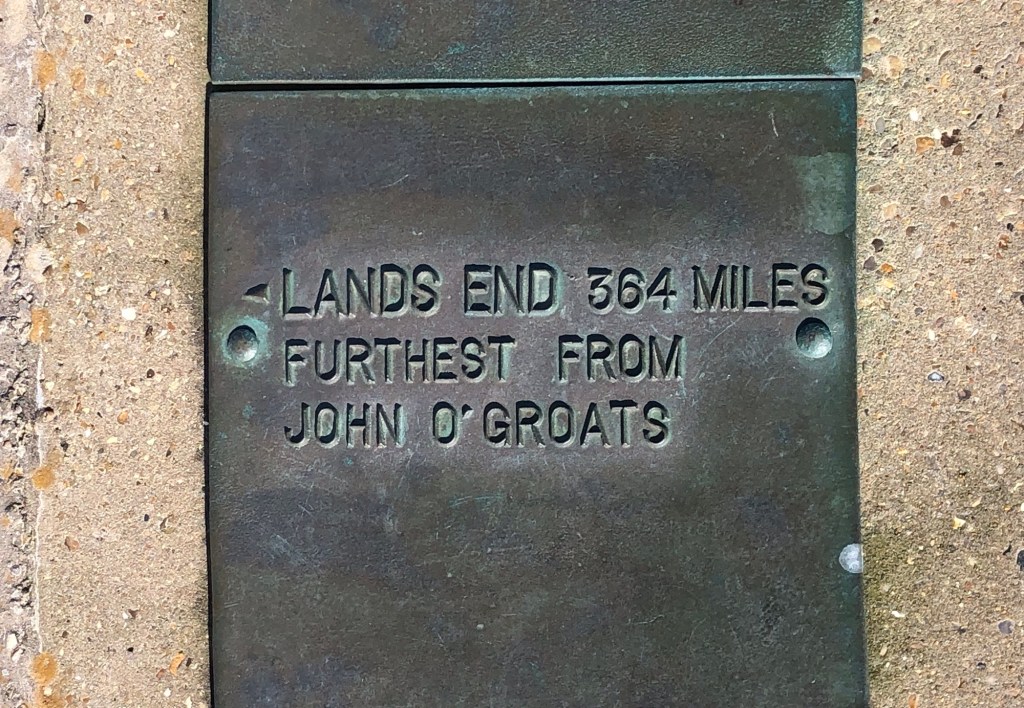 LANDS END 364 MILES
FURTHEST FROM
JOHN O'GROATS